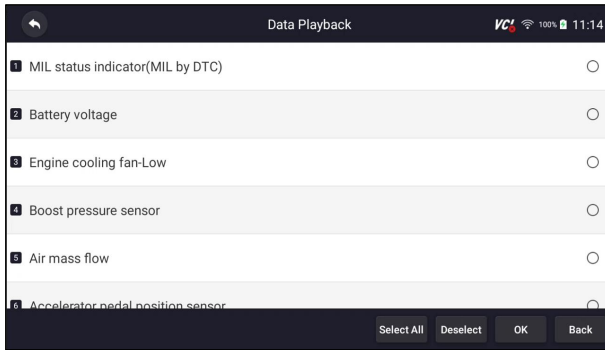 Data Playback
VCI 100% 11:14
1 MIL status indicator(MIL by DTC)
2 Battery voltage
3 Engine cooling fan-Low
4 Boost pressure sensor
5 Air mass flow
6 Accelerator pedal position sensor
Select All Deselect OK Back